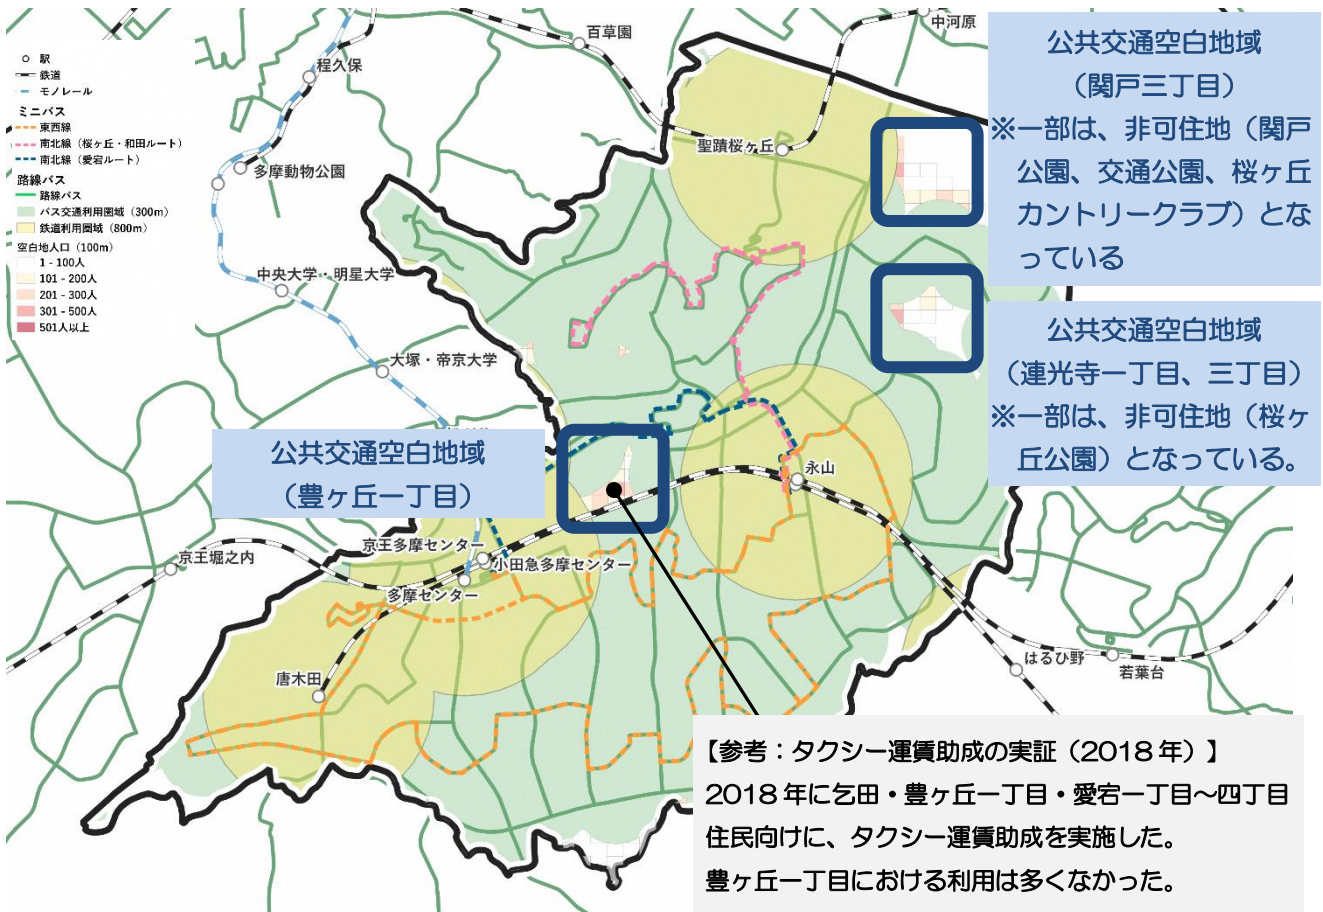 駅
鉄道
モノレール
ミニバス
東西線
南北線（桜ヶ丘・和田ルート）
南北線（愛宕ルート）
路線バス
路線バス
バス交通利用圏域（300m）
鉄道利用圏域（800m）
空白地人口（100m）
1 - 100人
101 - 200人
201 - 300人
301 - 500人
501人以上
百草園
中河原
程久保
聖蹟桜ヶ丘
多摩動物公園
中央大学・明星大学
大塚・帝京大学
永山
京王堀之内
京王多摩センター
小田急多摩センター
多摩センター
唐木田
はるひ野
若葉台
公共交通空白地域
（関戸三丁目）
※一部は、非可住地（関戸
公園、交通公園、桜ヶ丘
カントリークラブ）とな
っている
公共交通空白地域
（連光寺一丁目、三丁目）
※一部は、非可住地（桜ヶ
丘公園）となっている。
公共交通空白地域
（豊ヶ丘一丁目）
【参考：タクシー運賃助成の実証（2018年）】
2018年に乞田・豊ヶ丘一丁目・愛宕一丁目～四丁目
住民向けに、タクシー運賃助成を実施した。
豊ヶ丘一丁目における利用は多くなかった。